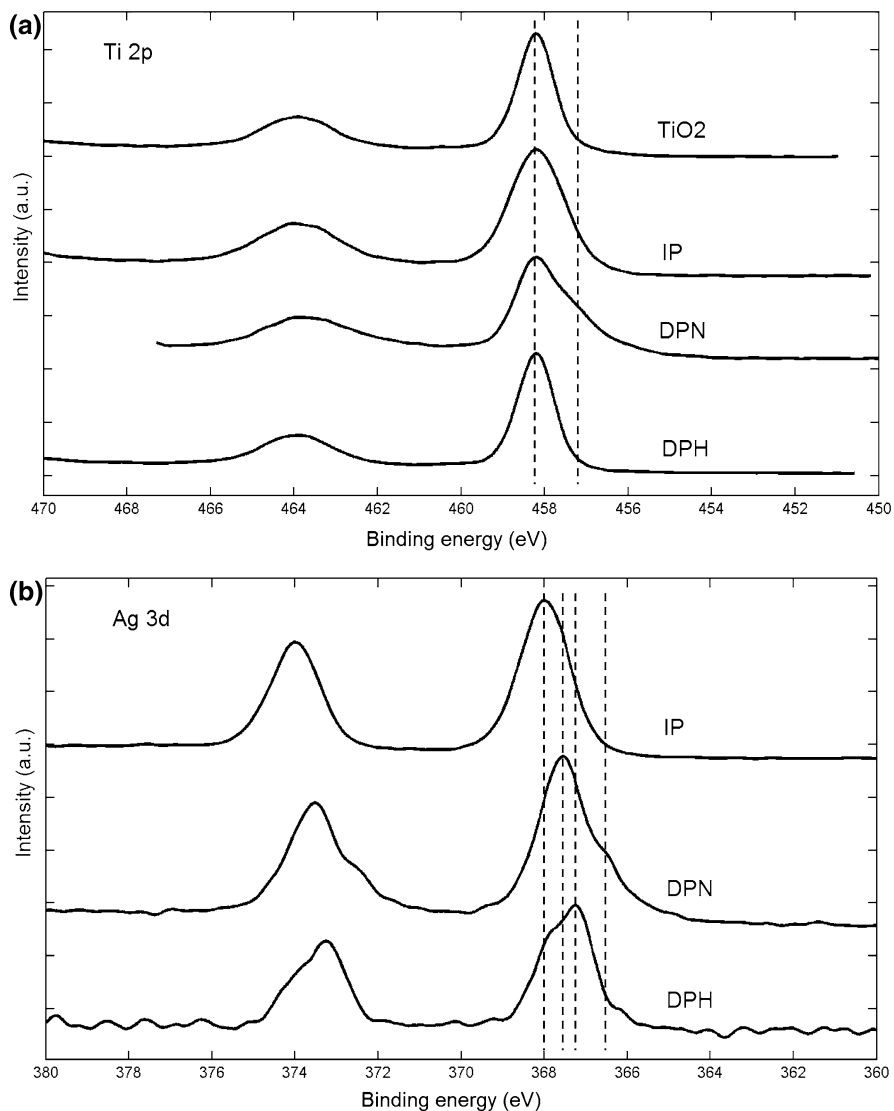 (a)
Ti 2p
TiO2
IP
DPN
DPH
Intensity (a.u.)
470 468 466 464 462 460 458 456 454 452 450
Binding energy (eV)
(b)
Ag 3d
IP
DPN
DPH
Intensity (a.u.)
380 378 376 374 372 370 368 366 364 362 360
Binding energy (eV)